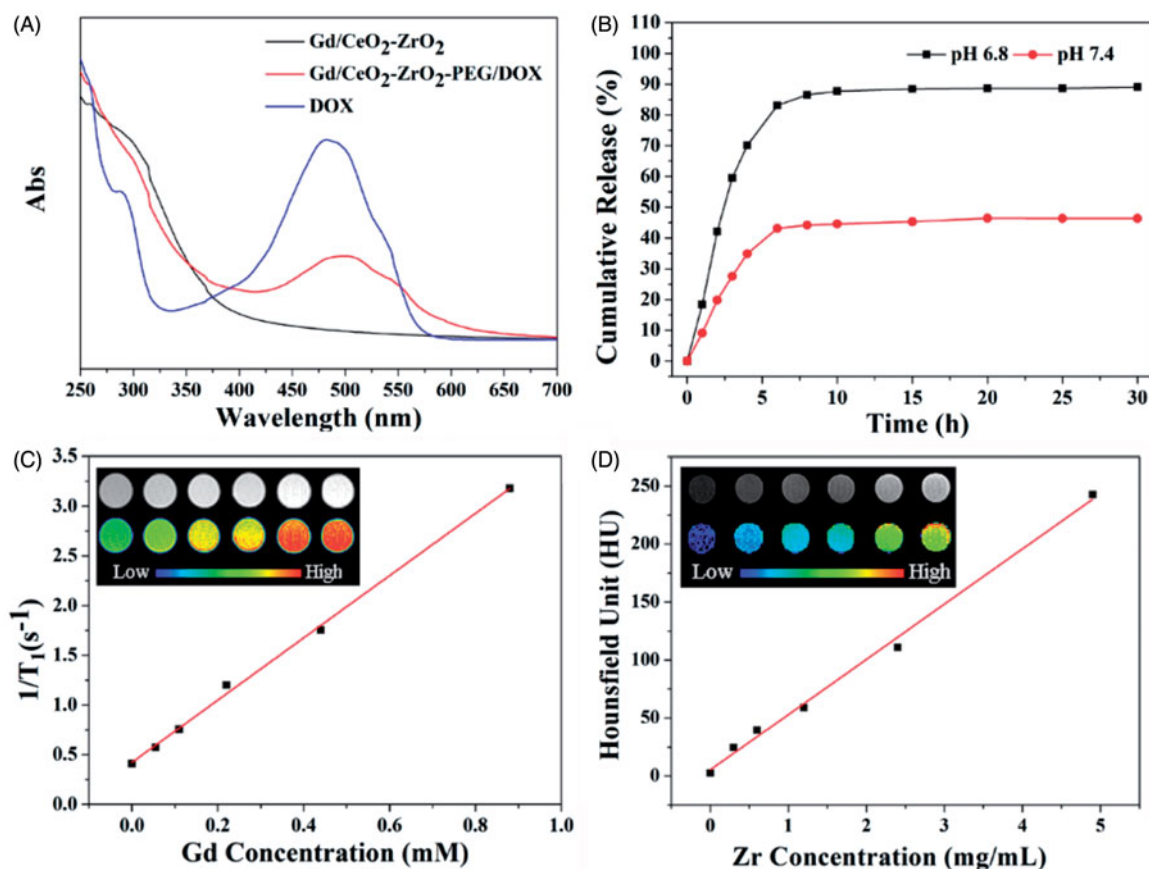 (A)
Gd/CeO2-ZrO2
Gd/CeO2-ZrO2-PEG/DOX
DOX
Abs
250 300 350 400 450 500 550 600 650 700
Wavelength (nm)
(B)
110
100
90
80
70
60
50
40
30
20
10
0
pH 6.8 pH 7.4
Cumulative Release (%)
0 5 10 15 20 25 30
Time (h)
(C)
3.5
3.0
2.5
2.0
1.5
1.0
0.5
0.0
Low High
1/T1(s-1)
0.0 0.2 0.4 0.6 0.8 1.0
Gd Concentration (mM)
(D)
250
200
150
100
50
0
Low High
Hounsfield Unit (HU)
0 1 2 3 4 5
Zr Concentration (mg/mL)